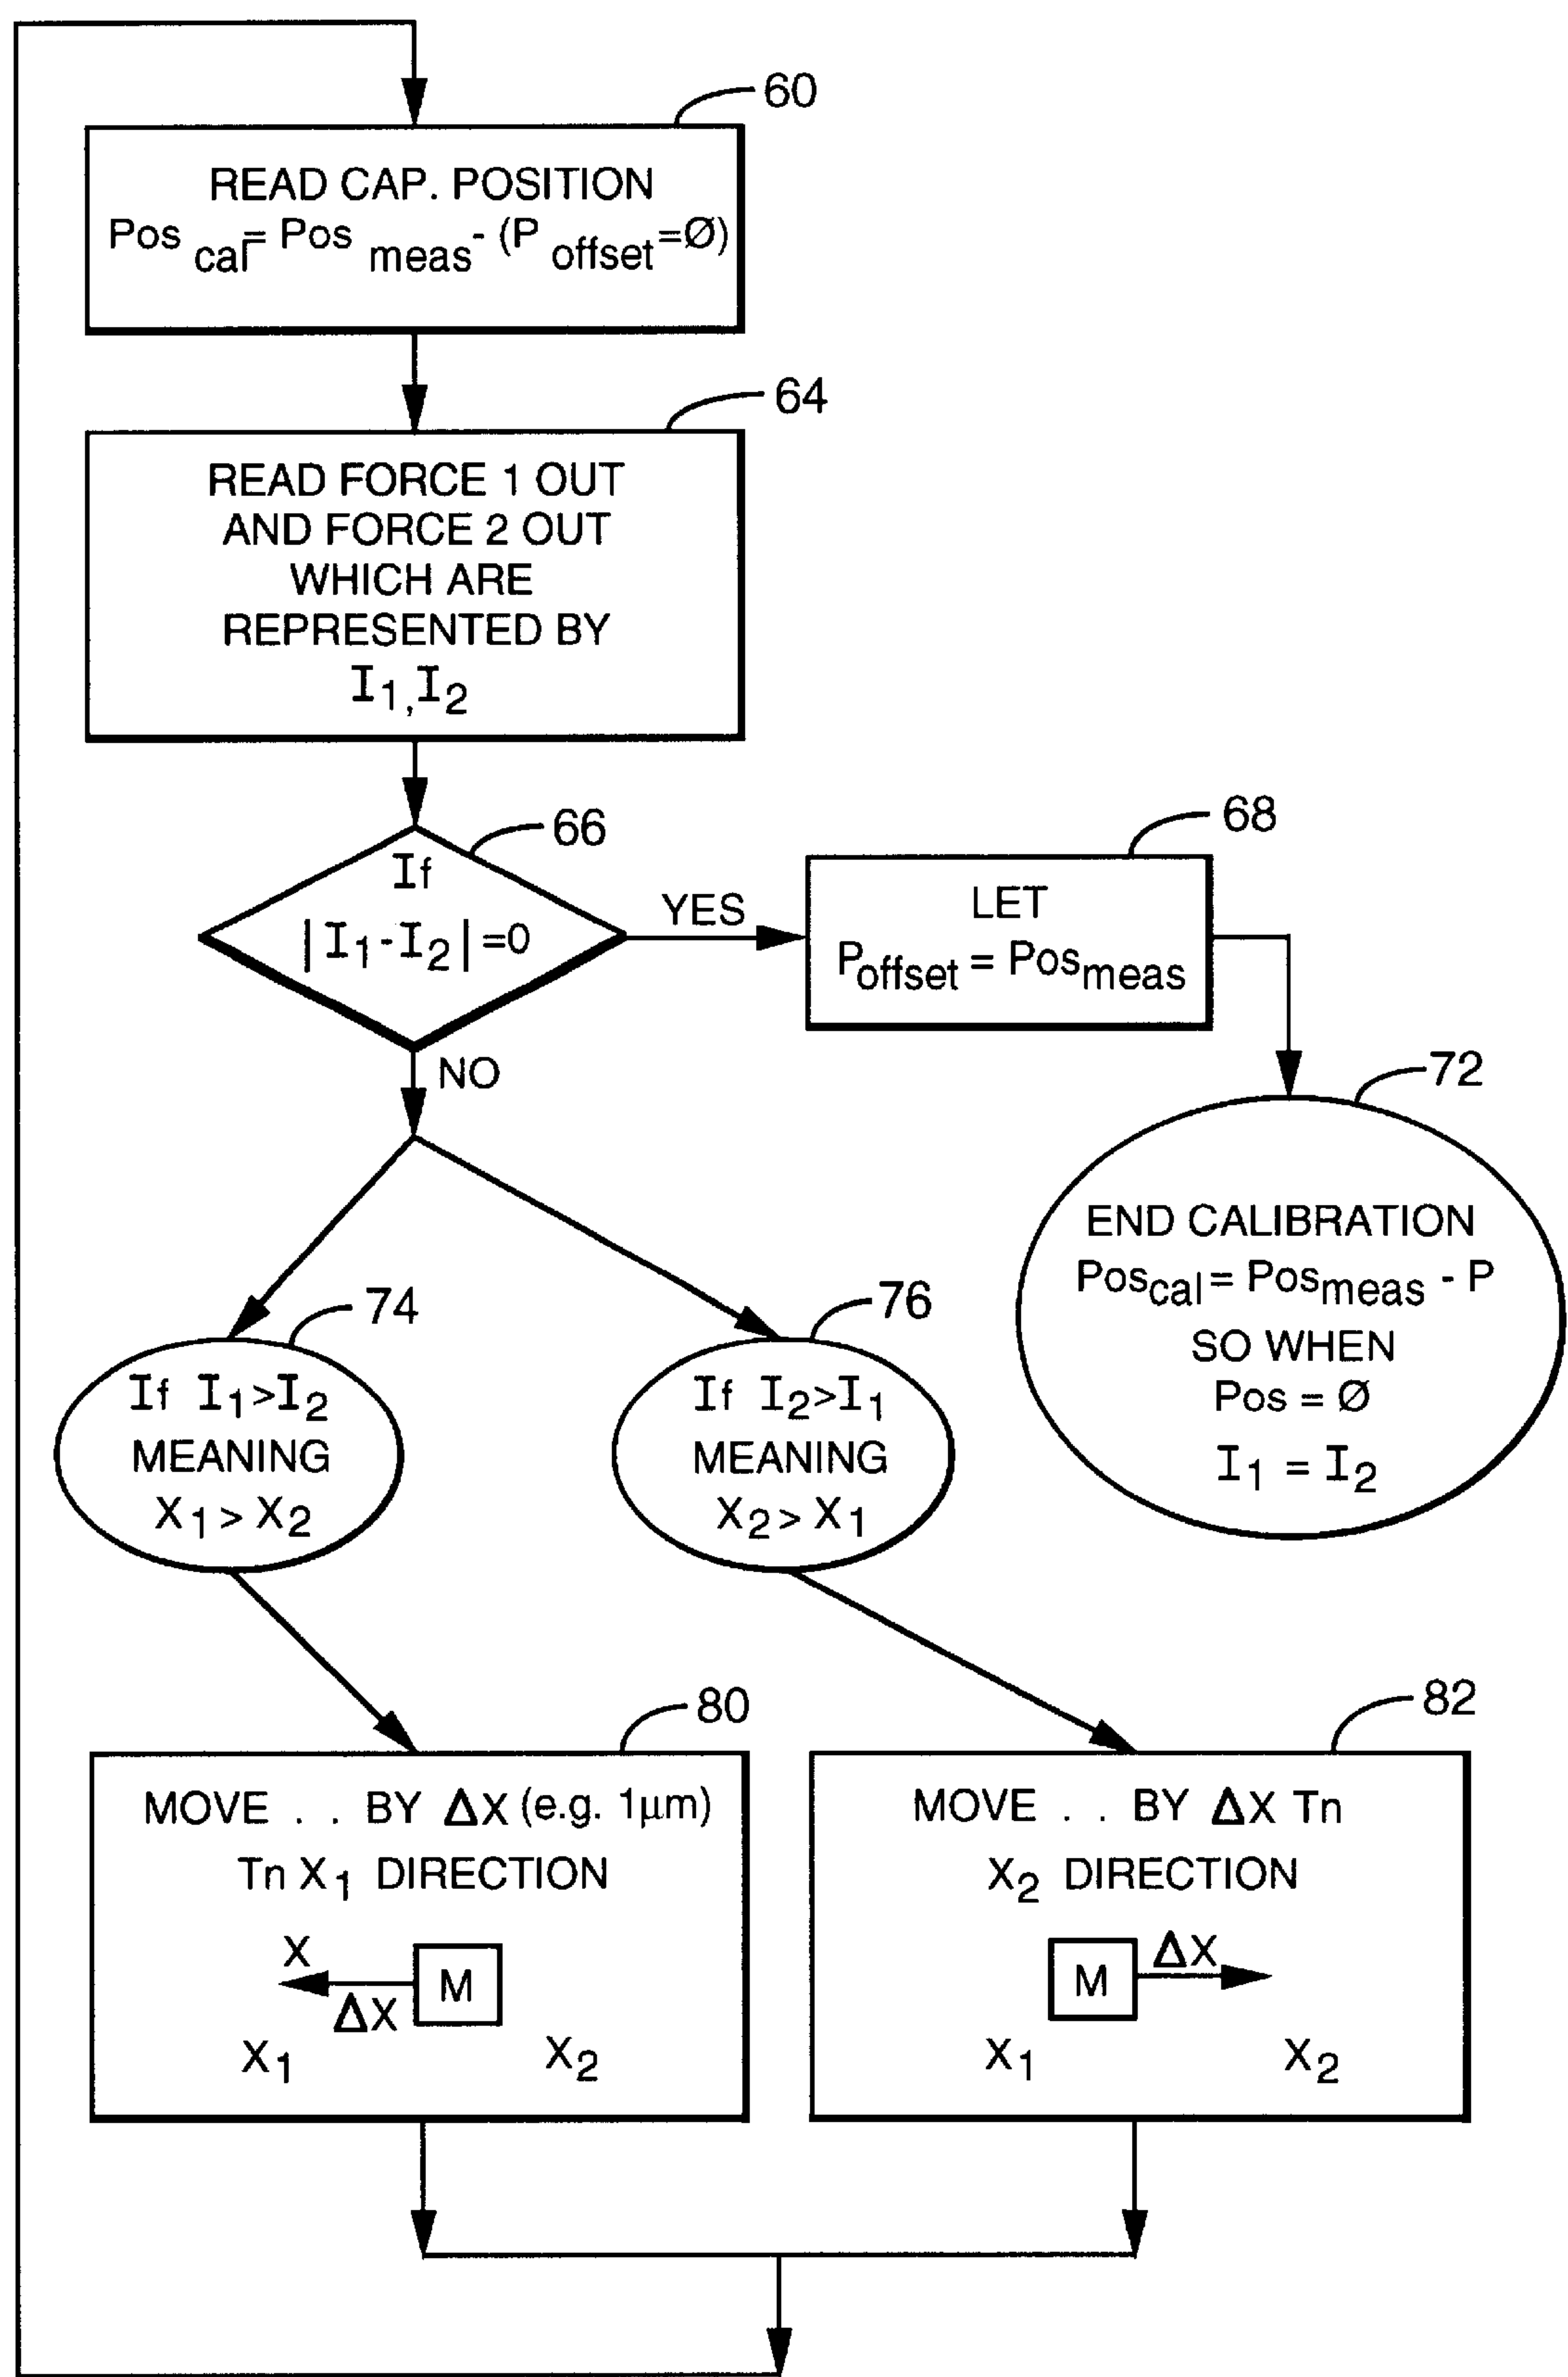 60
READ CAP. POSITION
Pos cal = Pos meas - (P offset = Ø)
64
READ FORCE 1 OUT
AND FORCE 2 OUT
WHICH ARE
REPRESENTED BY
I1, I2
66
If
|I1-I2| =0
YES
68
LET
Poffset = Posmeas
NO
72
END CALIBRATION
Poscal = Posmeas - P
SO WHEN
Pos = Ø
I1 = I2
74
If I1>I2
MEANING
X1 > X2
76
If I2>I1
MEANING
X2 > X1
80
MOVE . . BY ΔX (e.g. 1µm)
Tn X1 DIRECTION
X
ΔX
M
X1
X2
82
MOVE . . BY ΔX Tn
X2 DIRECTION
M
ΔX
X1
X2